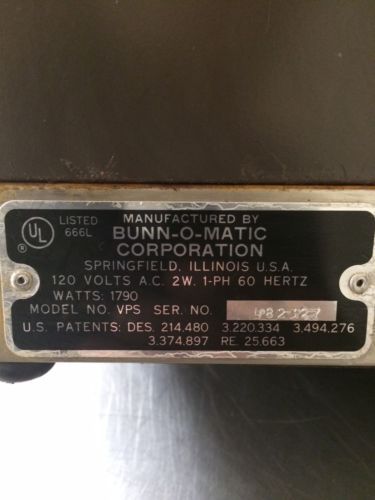 UL
®
LISTED
666L
MANUFACTURED BY
BUNN-O-MATIC
CORPORATION
SPRINGFIELD, ILLINOIS U.S.A.
120 VOLTS A.C. 2W. 1-PH 60 HERTZ
WATTS: 1790
MODEL NO. VPS SER. NO.
U.S. PATENTS: DES. 214.480 3.220.334 3.494.276
3.374.897 RE. 25.663